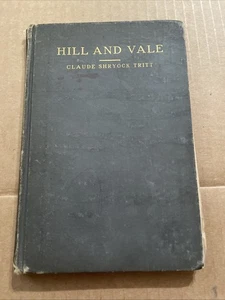 HILL AND VALE
CLAUDE SHRYOCK TRITT